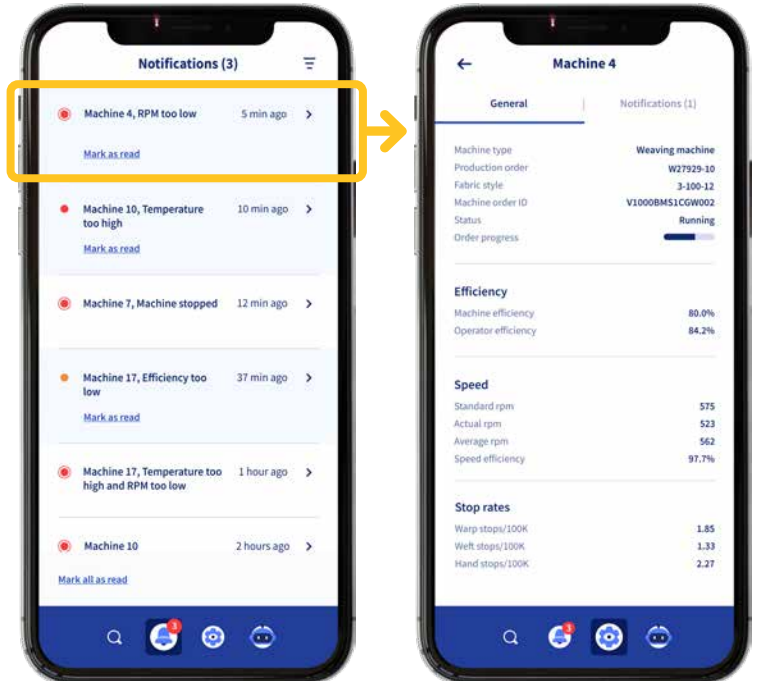 Notifications (3)
Machine 4, RPM too low 5 min ago
Mark as read
Machine 10, Temperature 10 min ago
too high
Mark as read
Machine 7, Machine stopped 12 min ago
Machine 17, Efficiency too 37 min ago
low
Mark as read
Machine 17, Temperature too 1 hour ago
high and RPM too low
Machine 10 2 hours ago
Mark all as read
3
Machine 4
General Notifications (1)
Machine type Weaving machine
Production order W27929-10
Fabric style 3-100-12
Machine order ID V1000BMS1CGW002
Status Running
Order progress
Efficiency
Machine efficiency 80.0%
Operator efficiency 84.2%
Speed
Standard rpm 575
Actual rpm 523
Average rpm 562
Speed efficiency 97.7%
Stop rates
Warp stops/100K 1.85
Weft stops/100K 1.33
Hand stops/100K 2.27
3